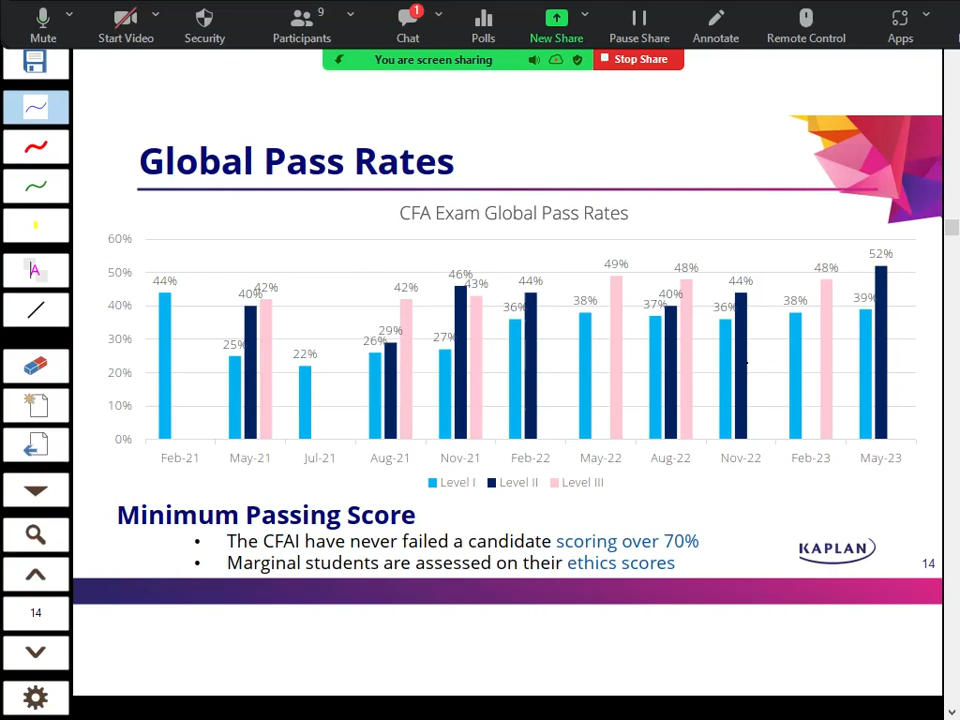 9
1
Mute
Start Video
Security
Participants
Chat
Polls
New Share
Pause Share
Annotate
Remote Control
Apps
You are screen sharing
Stop Share
Global Pass Rates
CFA Exam Global Pass Rates
60%
50%
40%
30%
20%
10%
0%
44%
25%
40%
42%
22%
26%
29%
42%
27%
46%
43%
36%
44%
38%
49%
37%
40%
48%
36%
44%
38%
48%
39%
52%
Feb-21
May-21
Jul-21
Aug-21
Nov-21
Feb-22
May-22
Aug-22
Nov-22
Feb-23
May-23
Level I
Level II
Level III
Minimum Passing Score
• The CFAI have never failed a candidate scoring over 70%
• Marginal students are assessed on their ethics scores
KAPLAN
14
A
14